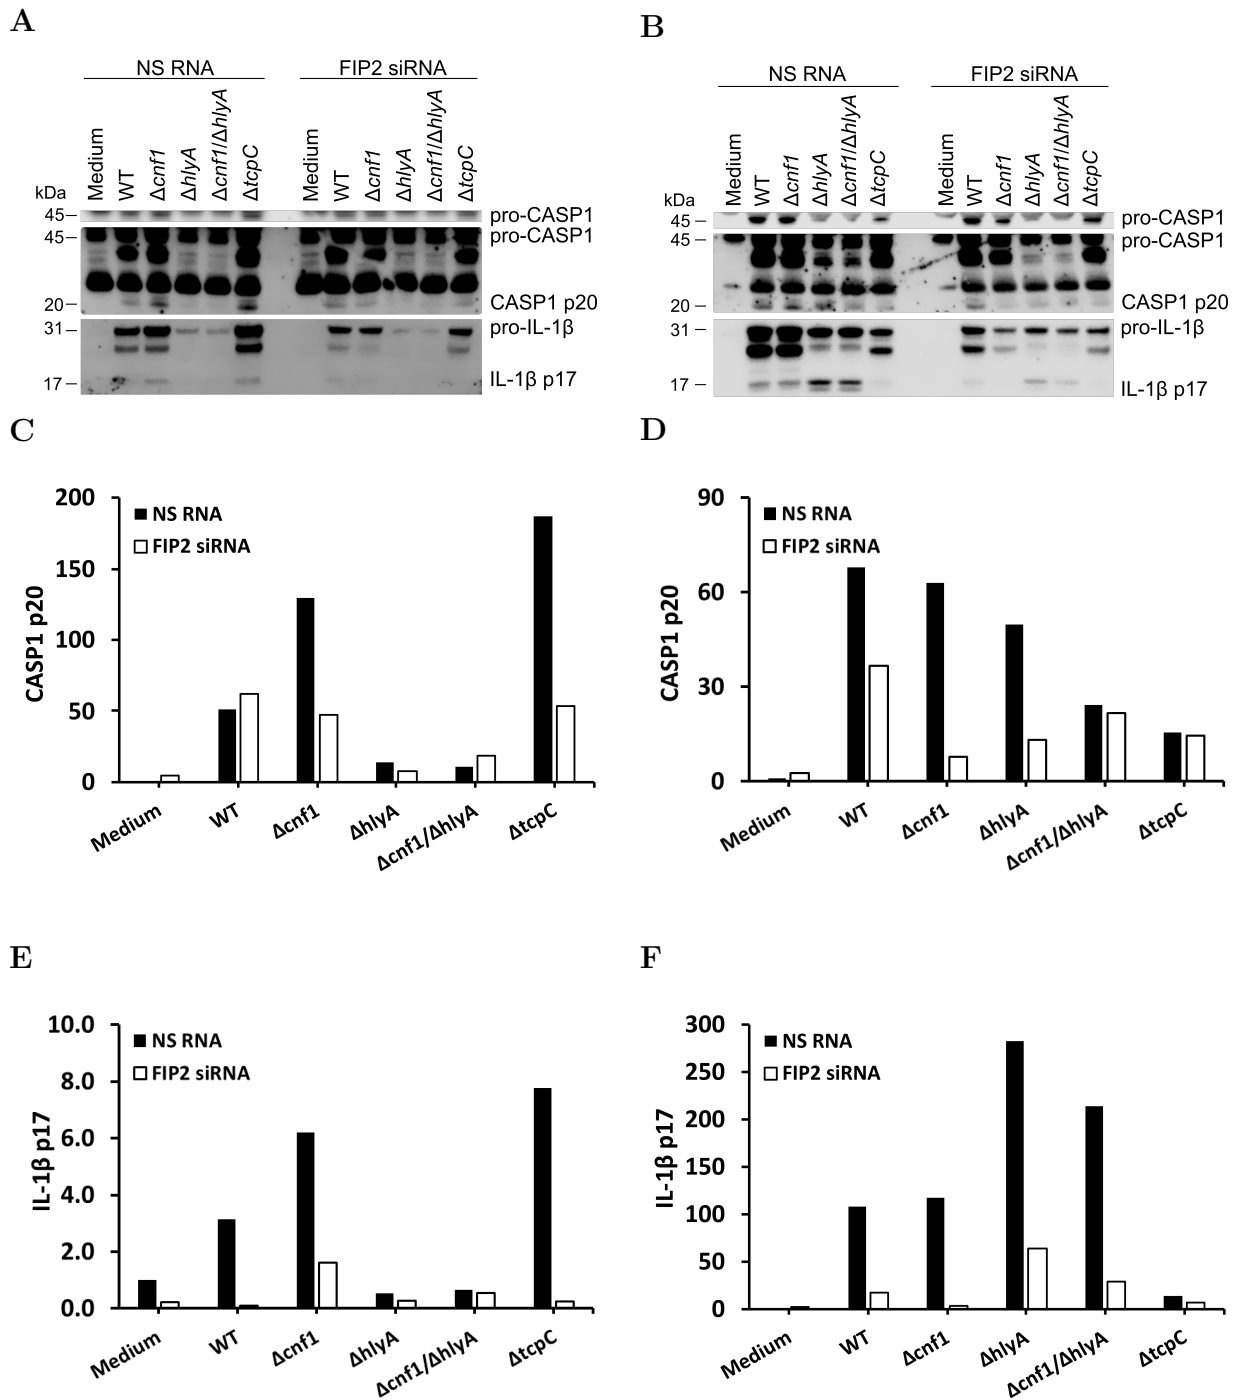 A
NS RNA
FIP2 siRNA
kDa
Medium
WT
Δcnf1
ΔhlyA
Δcnf1/ΔhlyA
ΔtcpC
Medium
WT
Δcnf1
ΔhlyA
Δcnf1/ΔhlyA
ΔtcpC
45
pro-CASP1
45
pro-CASP1
20
CASP1 p20
31
pro-IL-1β
17
IL-1β p17
B
NS RNA
FIP2 siRNA
kDa
Medium
WT
Δcnf1
ΔhlyA
Δcnf1/ΔhlyA
ΔtcpC
Medium
WT
Δcnf1
ΔhlyA
Δcnf1/ΔhlyA
ΔtcpC
45
pro-CASP1
45
pro-CASP1
20
CASP1 p20
31
pro-IL-1β
17
IL-1β p17
C
CASP1 p20
200
150
100
50
0
NS RNA
FIP2 siRNA
Medium
WT
Δcnf1
ΔhlyA
Δcnf1/ΔhlyA
ΔtcpC
D
CASP1 p20
90
60
30
0
NS RNA
FIP2 siRNA
Medium
WT
Δcnf1
ΔhlyA
Δcnf1/ΔhlyA
ΔtcpC
E
IL-1β p17
10.0
8.0
6.0
4.0
2.0
0.0
NS RNA
FIP2 siRNA
Medium
WT
Δcnf1
ΔhlyA
Δcnf1/ΔhlyA
ΔtcpC
F
IL-1β p17
300
250
200
150
100
50
0
NS RNA
FIP2 siRNA
Medium
WT
Δcnf1
ΔhlyA
Δcnf1/ΔhlyA
ΔtcpC